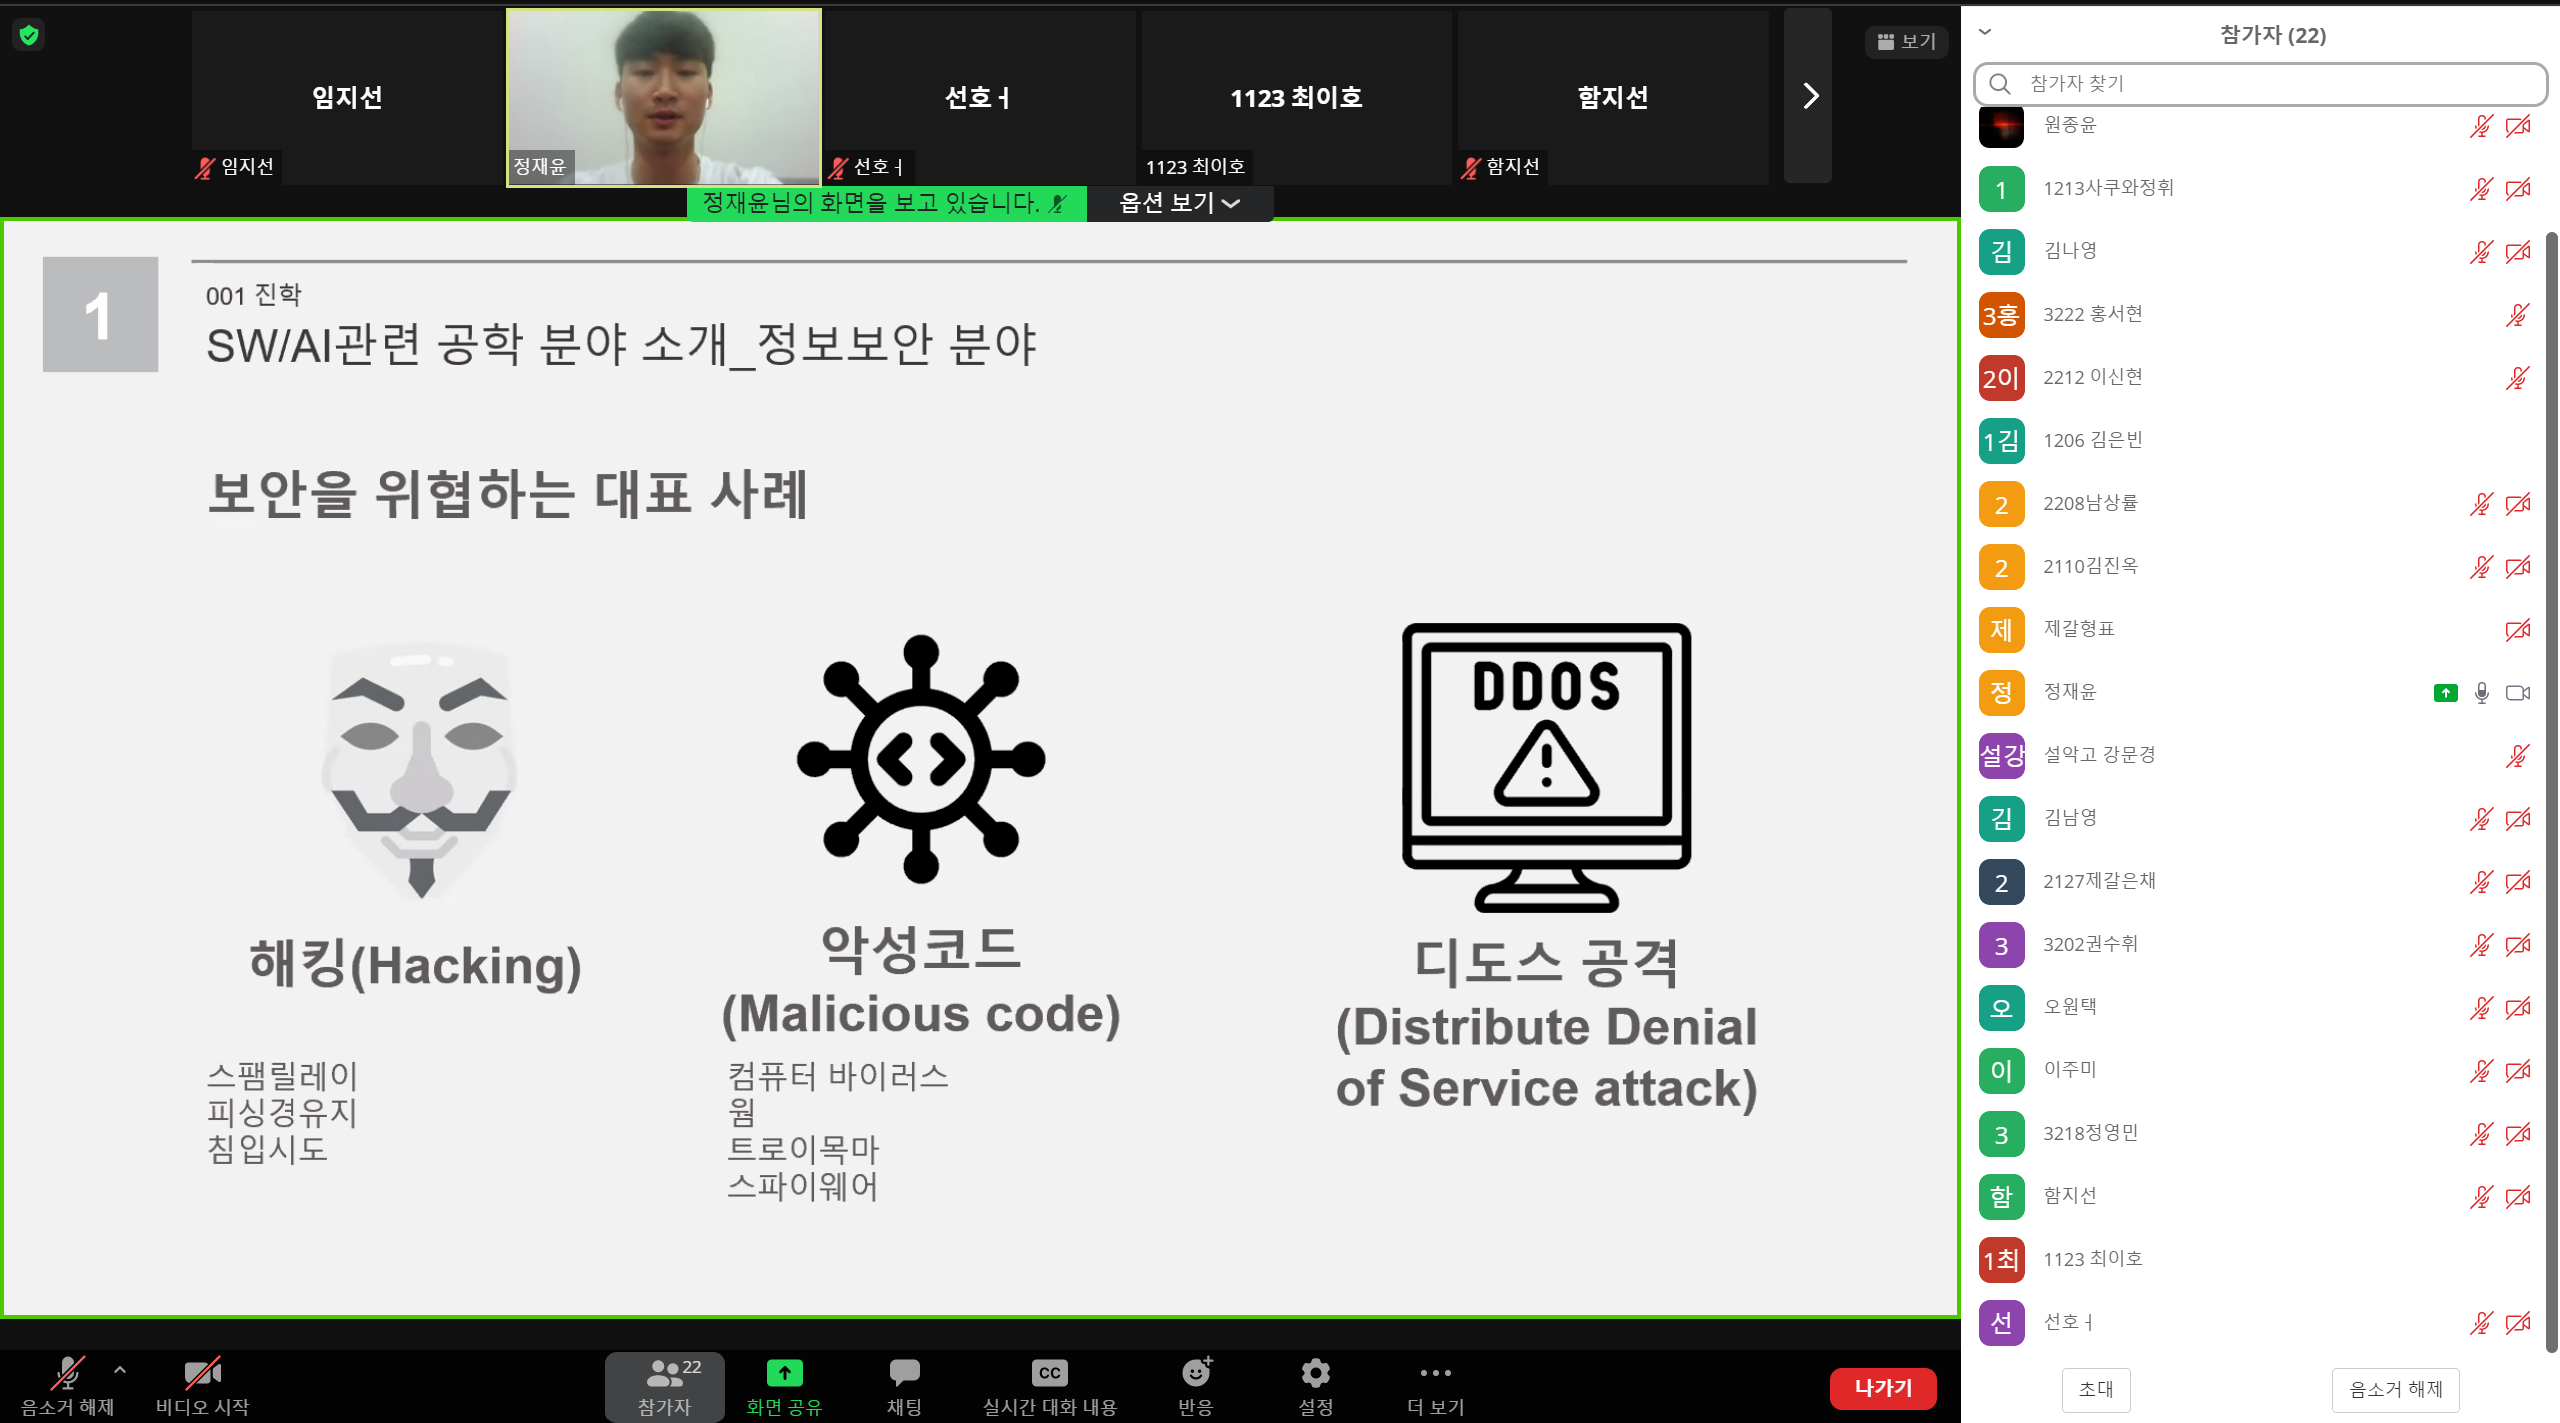 임지선
선호ㅓ
1123 최이호
함지선
보기
임지선
정재윤
선호ㅓ
1123 최이호
함지선
정재윤님의 화면을 보고 있습니다.
옵션 보기
1
001 진학
SW/AI관련 공학 분야 소개_정보보안 분야
보안을 위협하는 대표 사례
DDOS
해킹(Hacking)
스팸릴레이
피싱경유지
침입시도
악성코드
(Malicious code)
컴퓨터 바이러스
웜
트로이목마
스파이웨어
디도스 공격
(Distribute Denial
of Service attack)
음소거 해제
비디오 시작
22
참가자
화면 공유
채팅
CC
실시간 대화 내용
반응
설정
더 보기
나가기
참가자 (22)
참가자 찾기
원종윤
1 1213사쿠와정휘
김 김나영
3홍 3222 홍서현
2이 2212 이신현
1김 1206 김은빈
2 2208남상률
2 2110김진옥
제 제갈형표
정 정재윤
설강 설악고 강문경
김 김남영
2 2127제갈은채
3 3202권수휘
오 오원택
이 이주미
3 3218정영민
함 함지선
1최 1123 최이호
선 선호ㅓ
초대
음소거 해제